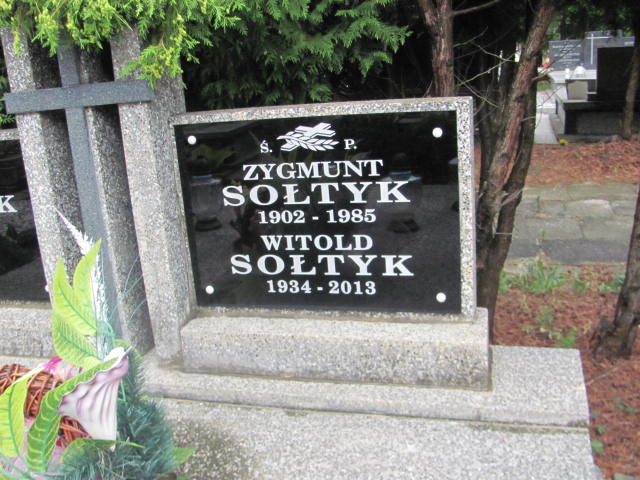 Ś. P.
ZYGMUNT
SOŁTYK
1902 - 1985
WITOLD
SOŁTYK
1934 - 2013
K